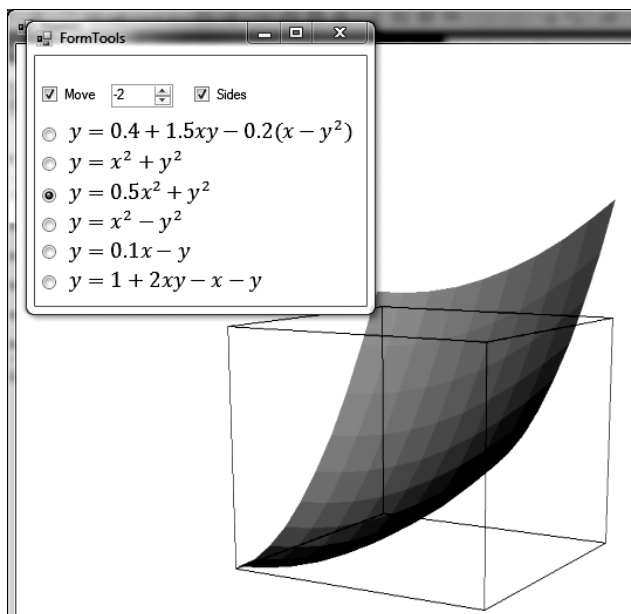 FormTools
Move -2 Sides
y = 0.4 + 1.5xy − 0.2(x − y²)
y = x² + y²
y = 0.5x² + y²
y = x² − y²
y = 0.1x − y
y = 1 + 2xy − x − y